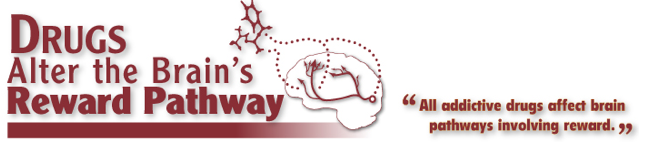 DRUGS
Alter the Brain's
Reward Pathway
“All addictive drugs affect brain
pathways involving reward.”